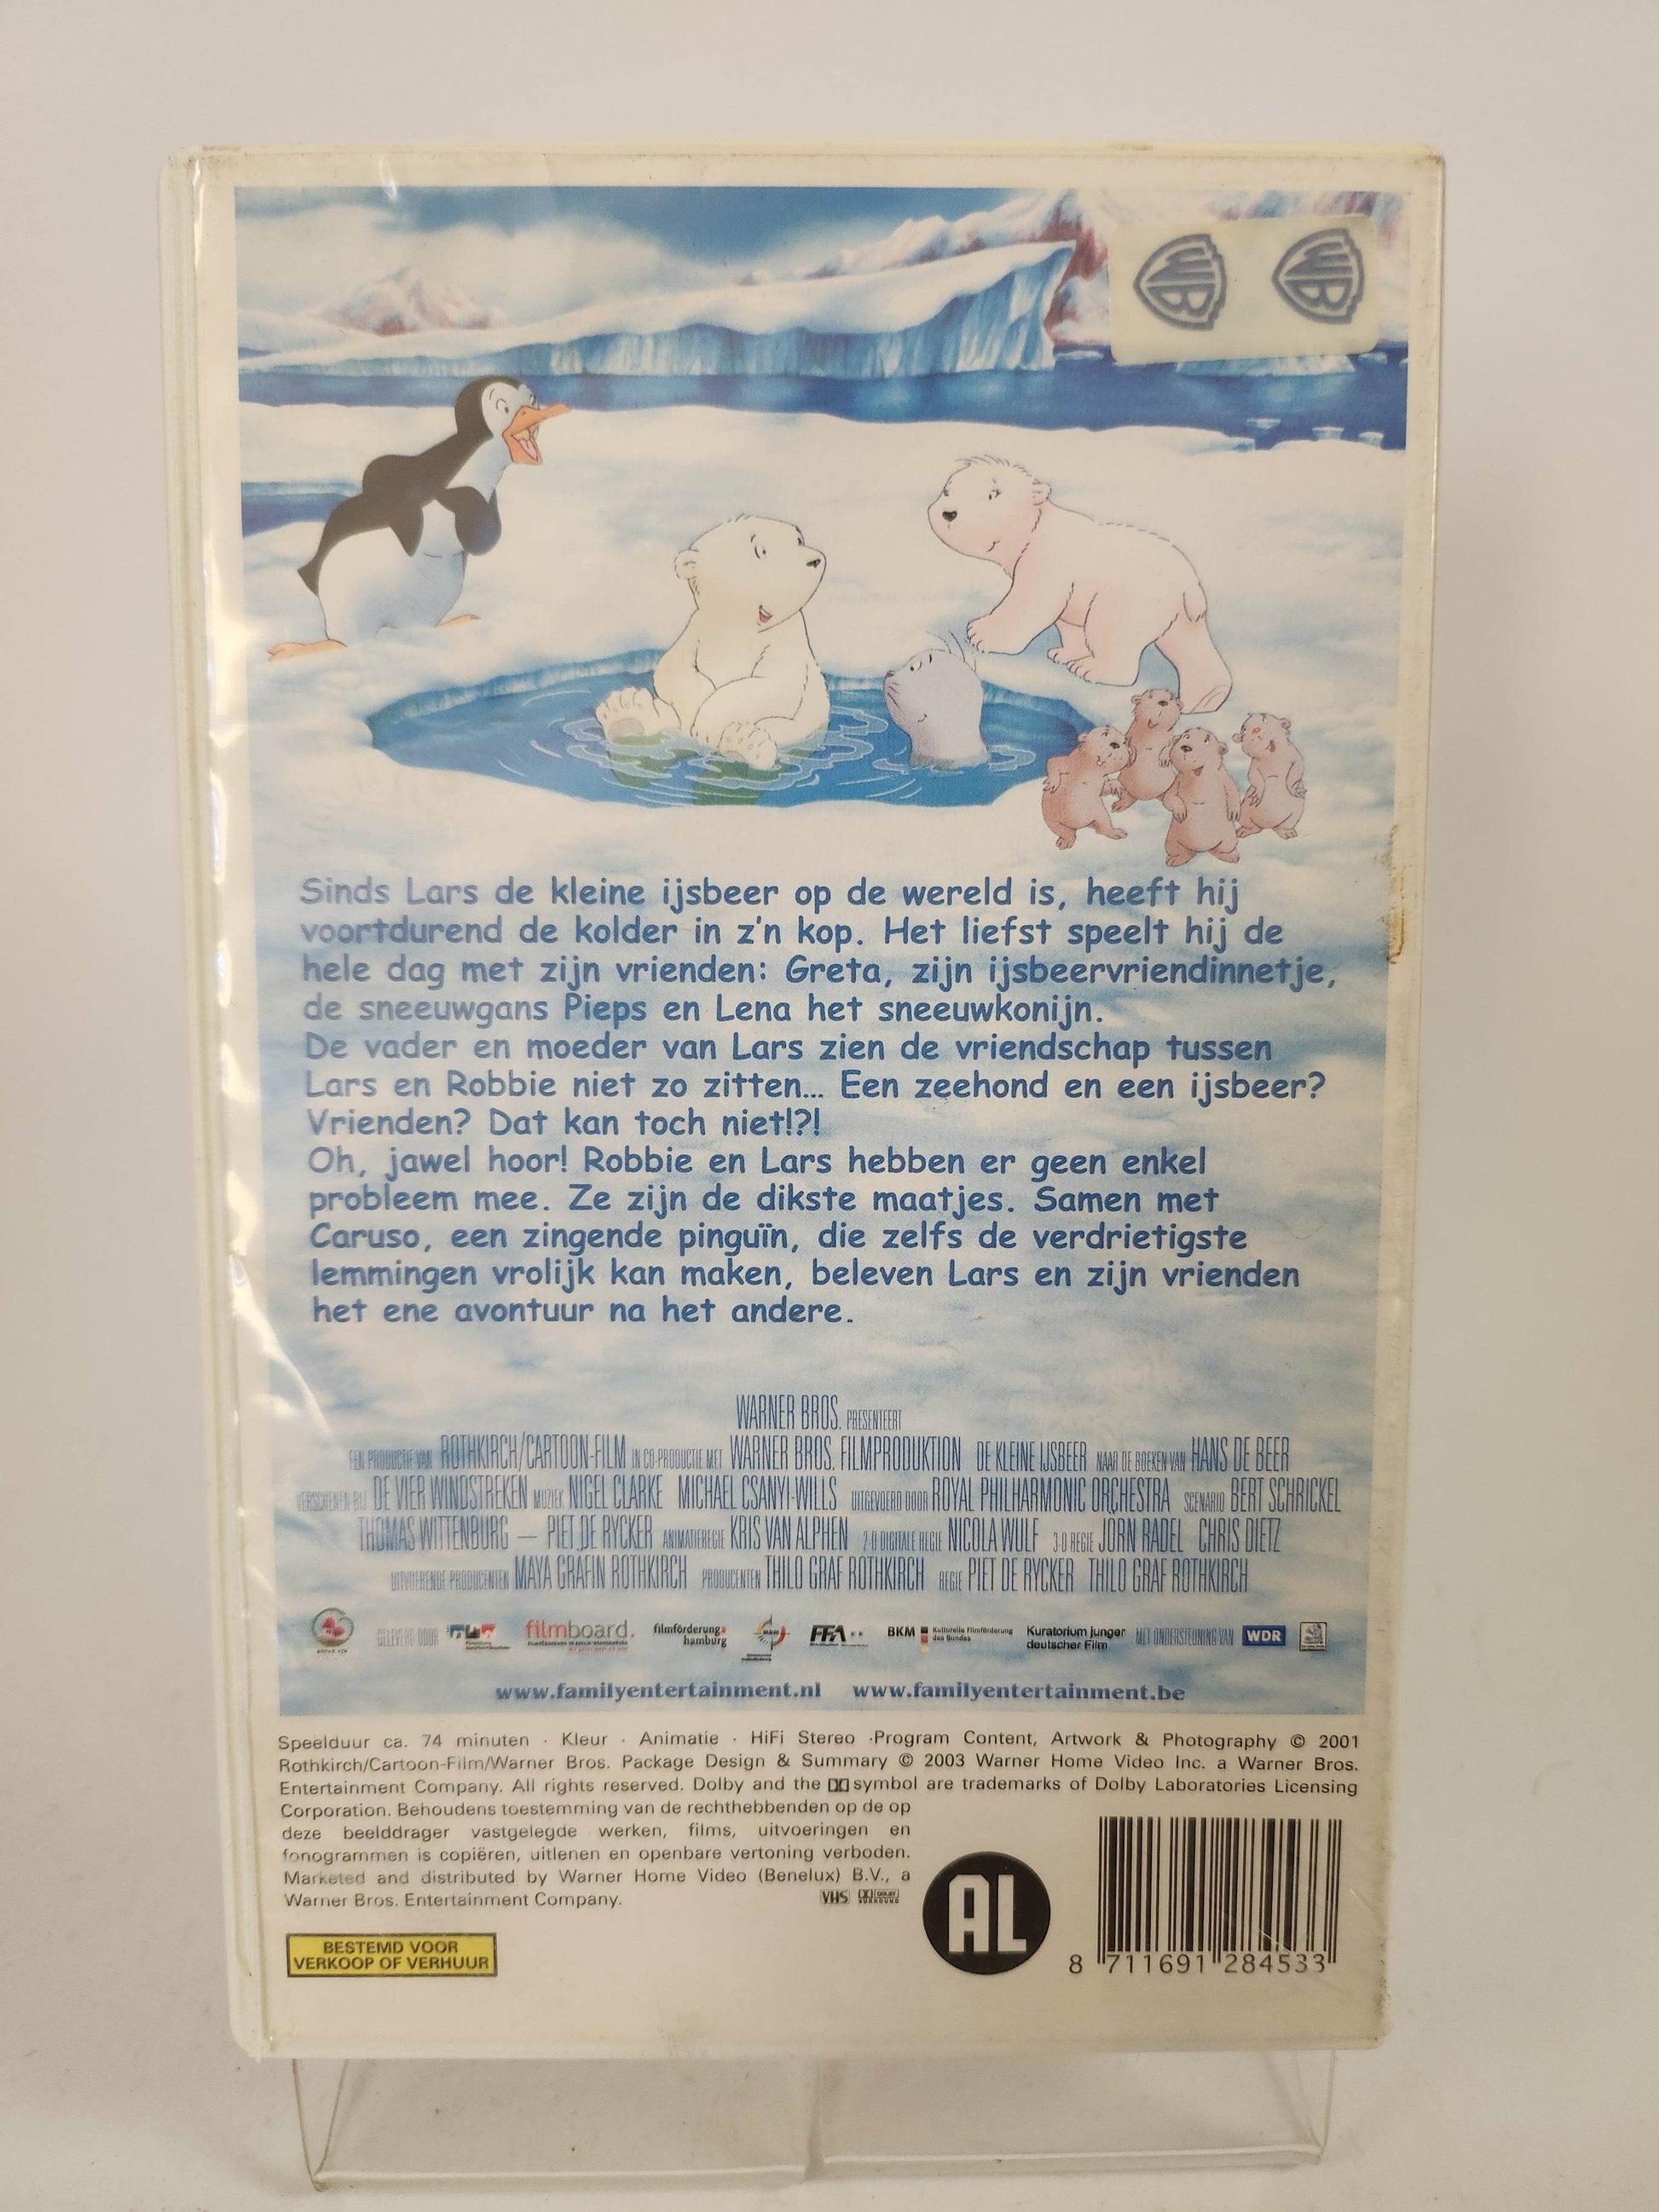 WB WB
Sinds Lars de kleine ijsbeer op de wereld is, heeft hij
voortdurend de kolder in z'n kop. Het liefst speelt hij de
hele dag met zijn vrienden: Greta, zijn ijsbeervriendinnetje,
de sneeuwgans Pieps en Lena het sneeuwkonijn.
De vader en moeder van Lars zien de vriendschap tussen
Lars en Robbie niet zo zitten... Een zeehond en een ijsbeer?
Vrienden? Dat kan toch niet!?!
Oh, jawel hoor! Robbie en Lars hebben er geen enkel
probleem mee. Ze zijn de dikste maatjes. Samen met
Caruso, een zingende pinguïn, die zelfs de verdrietigste
lemmingen vrolijk kan maken, beleven Lars en zijn vrienden
het ene avontuur na het andere.
WARNER BROS. PRESENTEERT
EEN PRODUCTIE VAN ROTHKIRCH/CARTOON-FILM IN CO-PRODUCTIE MET WARNER BROS. FILMPRODUKTION DE KLEINE IJSBEER NAAR DE BOEKEN VAN HANS DE BEER
VERSCHENEN BIJ DE VIER WINDSTREKEN MUZIEK NIGEL CLARKE MICHAEL CSANYI-WILLS UITGEVOERD DOOR ROYAL PHILHARMONIC ORCHESTRA SCENARIO BERT SCHRICKEL
THOMAS WITTENBURG — PIET DE RYCKER ANIMATIEREGIE KRIS VAN ALPHEN 2-D DIGITALE REGIE NICOLA WULF 3-D REGIE JÖRN RADEL CHRIS DIETZ
UITVOERENDE PRODUCENTEN MAYA GRÄFIN ROTHKIRCH PRODUCENTEN THILO GRAF ROTHKIRCH REGIE PIET DE RYCKER THILO GRAF ROTHKIRCH
filmboard. filmförderung hamburg FFA BKM Kulturelle Filmförderung des Bundes Kuratorium junger deutscher Film MET ONDERSTEUNING VAN WDR
www.familyentertainment.nl www.familyentertainment.be
Speelduur ca. 74 minuten · Kleur · Animatie · HiFi Stereo ·Program Content, Artwork & Photography © 2001
Rothkirch/Cartoon-Film/Warner Bros. Package Design & Summary © 2003 Warner Home Video Inc. a Warner Bros.
Entertainment Company. All rights reserved. Dolby and the symbol are trademarks of Dolby Laboratories Licensing
Corporation. Behoudens toestemming van de rechthebbenden op de op
deze beelddrager vastgelegde werken, films, uitvoeringen en
fonogrammen is copiëren, uitlenen en openbare vertoning verboden.
Marketed and distributed by Warner Home Video (Benelux) B.V., a
Warner Bros. Entertainment Company.
VHS DOLBY SURROUND
AL
8 711691 284533
BESTEMD VOOR
VERKOOP OF VERHUUR